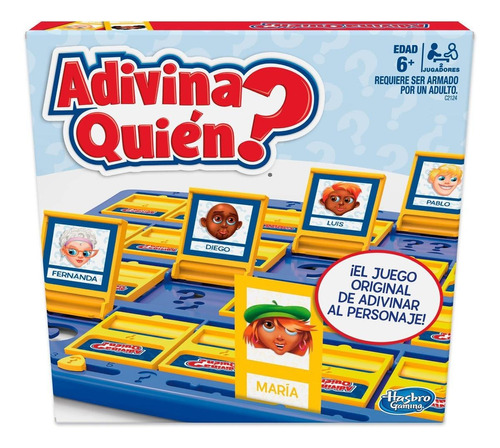 Adivina
Quién?
EDAD
6+
2
JUGADORES
REQUIERE SER ARMADO
POR UN ADULTO.
C2124
PABLO
LUIS
DIEGO
FERNANDA
¡EL JUEGO
ORIGINAL
DE ADIVINAR
AL PERSONAJE!
MARÍA
Hasbro
Gaming